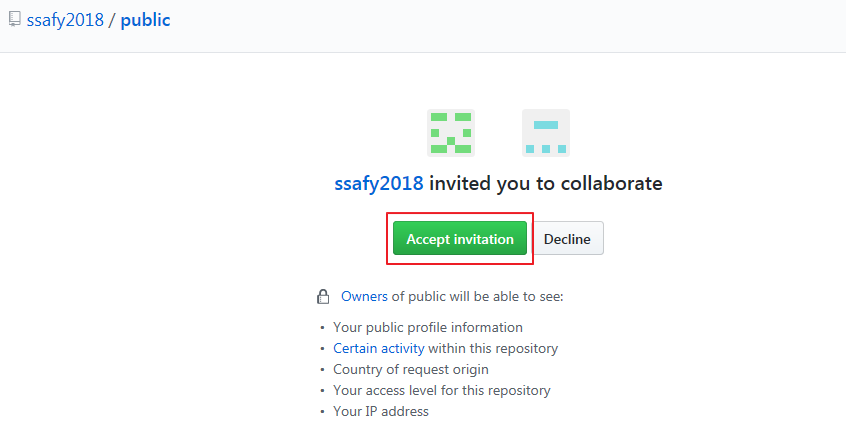 ssafy2018 / public
ssafy2018 invited you to collaborate
Accept invitation Decline
Owners of public will be able to see:
• Your public profile information
• Certain activity within this repository
• Country of request origin
• Your access level for this repository
• Your IP address